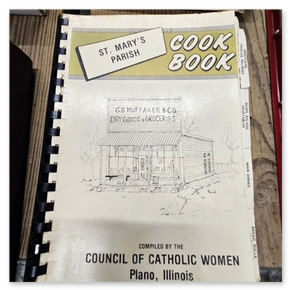 ST. MARY'S
PARISH
COOK
BOOK
G.B. HUFFAKER & CO.
DRY GOODS & GROCERIES
COMPILED BY THE
COUNCIL OF CATHOLIC WOMEN
Plano, Illinois